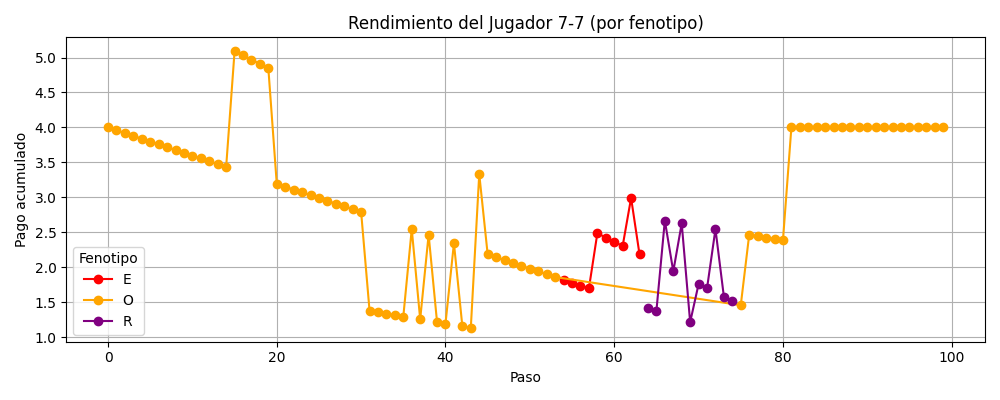 Rendimiento del Jugador 7-7 (por fenotipo)
Pago acumulado
5.0
4.5
4.0
3.5
3.0
2.5
2.0
1.5
1.0
Fenotipo
E
O
R
0 20 40 60 80 100
Paso